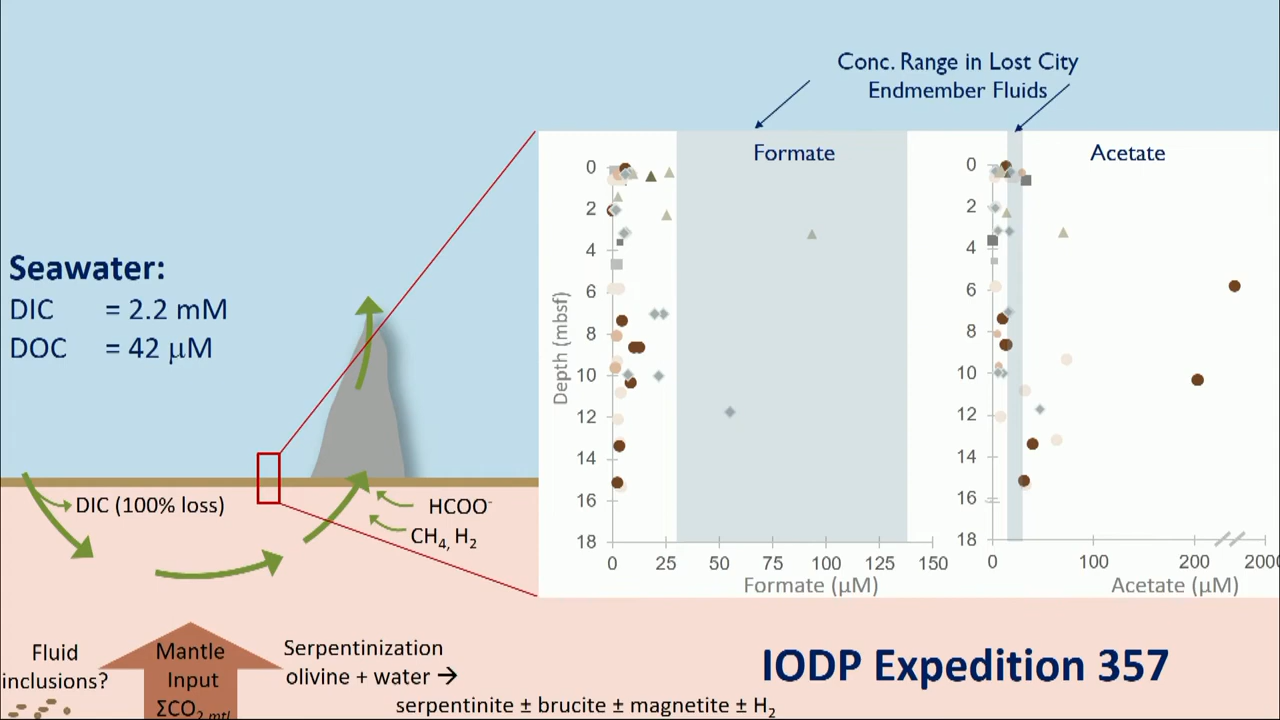 Conc. Range in Lost City
Endmember Fluids
Formate
Acetate
Seawater:
DIC = 2.2 mM
DOC = 42 µM
Depth (mbsf)
0
2
4
6
8
10
12
14
16
18
0 25 50 75 100 125 150
Formate (µM)
0
2
4
6
8
10
12
14
16
18
0 100 200 2000
Acetate (µM)
DIC (100% loss)
HCOO⁻
CH₄, H₂
Fluid
inclusions?
Mantle
Input
ΣCO₂ mtl
Serpentinization
olivine + water →
serpentinite ± brucite ± magnetite ± H₂
IODP Expedition 357